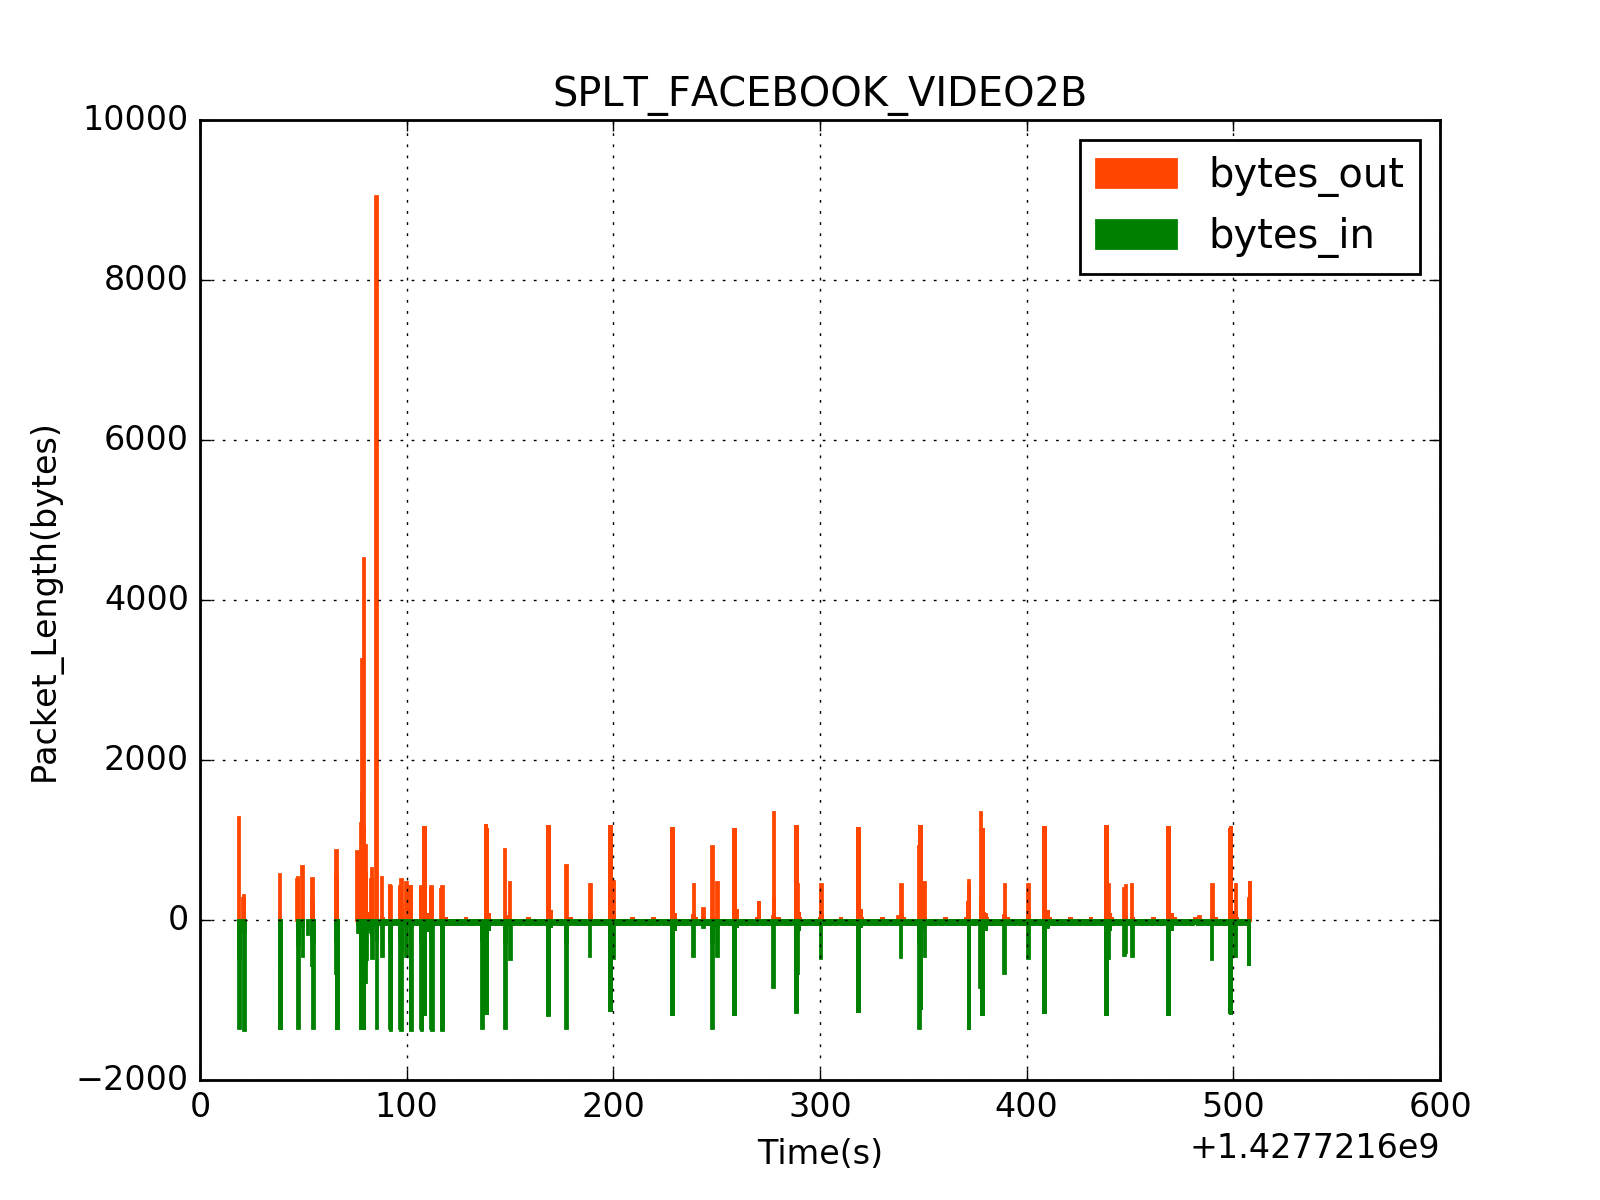 SPLT_FACEBOOK_VIDEO2B
10000
8000
6000
4000
2000
0
−2000
Packet_Length(bytes)
bytes_out
bytes_in
0 100 200 300 400 500 600
Time(s)
+1.4277216e9